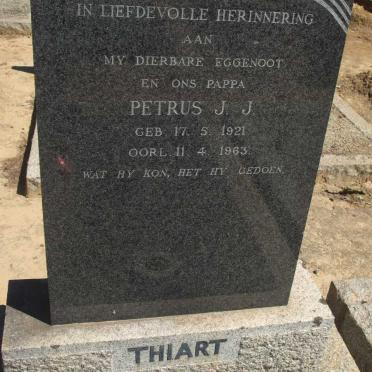 IN LIEFDEVOLLE HERINNERING
AAN
MY DIERBARE EGGENOOT
EN ONS PAPPA
PETRUS J. J.
GEB. 17. 5. 1921
OORL. 11. 4. 1963.
WAT HY KON, HET HY GEDOEN.
THIART